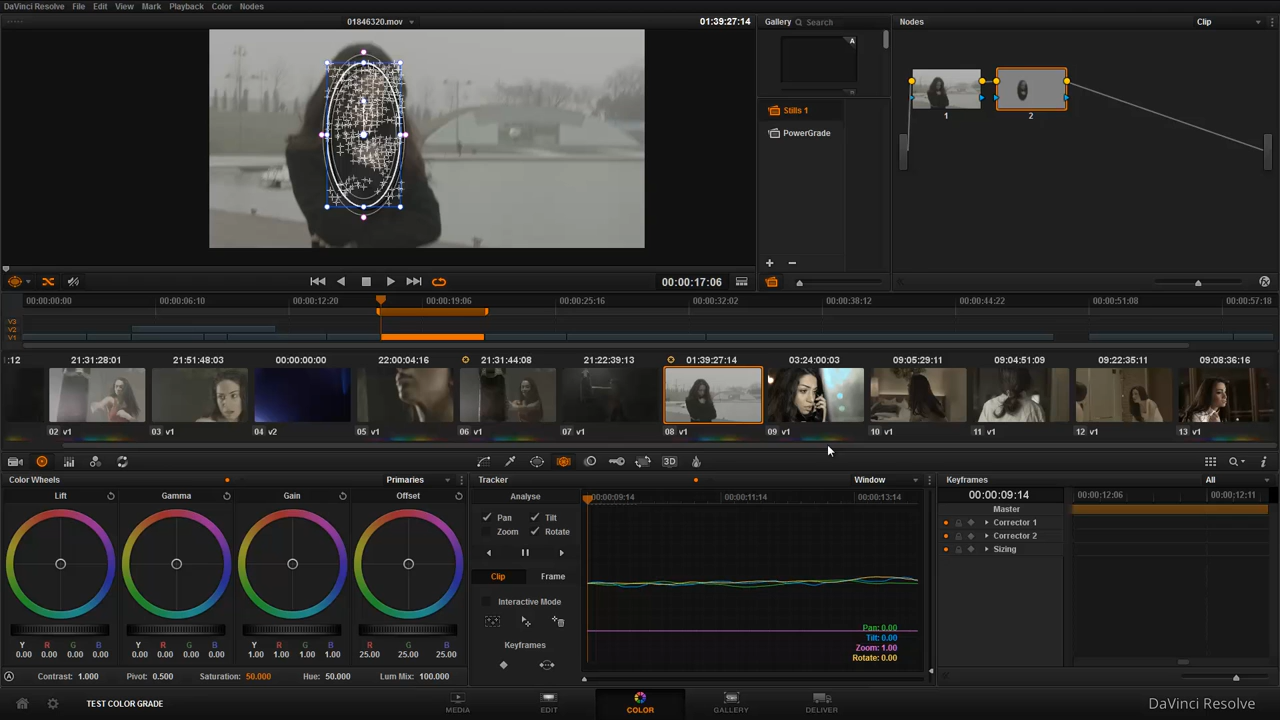 DaVinci Resolve File Edit View Mark Playback Color Nodes
01846320.mov 01:39:27:14 Gallery Search Nodes Clip
A
Stills 1
PowerGrade
1 2
00:00:17:06
00:00:00:00 00:00:06:10 00:00:12:20 00:00:19:06 00:00:25:16 00:00:32:02 00:00:38:12 00:00:44:22 00:00:51:08 00:00:57:18
V3
V2
V1
:12 21:31:28:01 21:51:48:03 00:00:00:00 22:00:04:16 21:31:44:08 21:22:39:13 01:39:27:14 03:24:00:03 09:05:29:11 09:04:51:09 09:22:35:11 09:08:36:16
02 v1 03 v1 04 v2 05 v1 06 v1 07 v1 08 v1 09 v1 10 v1 11 v1 12 v1 13 v1
3D
Color Wheels Primaries Tracker Window Keyframes All
Lift Gamma Gain Offset
Analyse
00:00:09:14 00:00:11:14 00:00:13:14
00:00:09:14 00:00:12:06 00:00:12:11
Master
Pan Tilt
Zoom Rotate
Corrector 1
Corrector 2
Sizing
Clip Frame
Interactive Mode
Keyframes
Pan: 0.00
Tilt: 0.00
Zoom: 1.00
Rotate: 0.00
Y R G B Y R G B Y R G B R G B
0.00 0.00 0.00 0.00 0.00 0.00 0.00 0.00 1.00 1.00 1.00 1.00 25.00 25.00 25.00
A Contrast: 1.000 Pivot: 0.500 Saturation: 50.000 Hue: 50.000 Lum Mix: 100.000
TEST COLOR GRADE MEDIA EDIT COLOR GALLERY DELIVER DaVinci Resolve